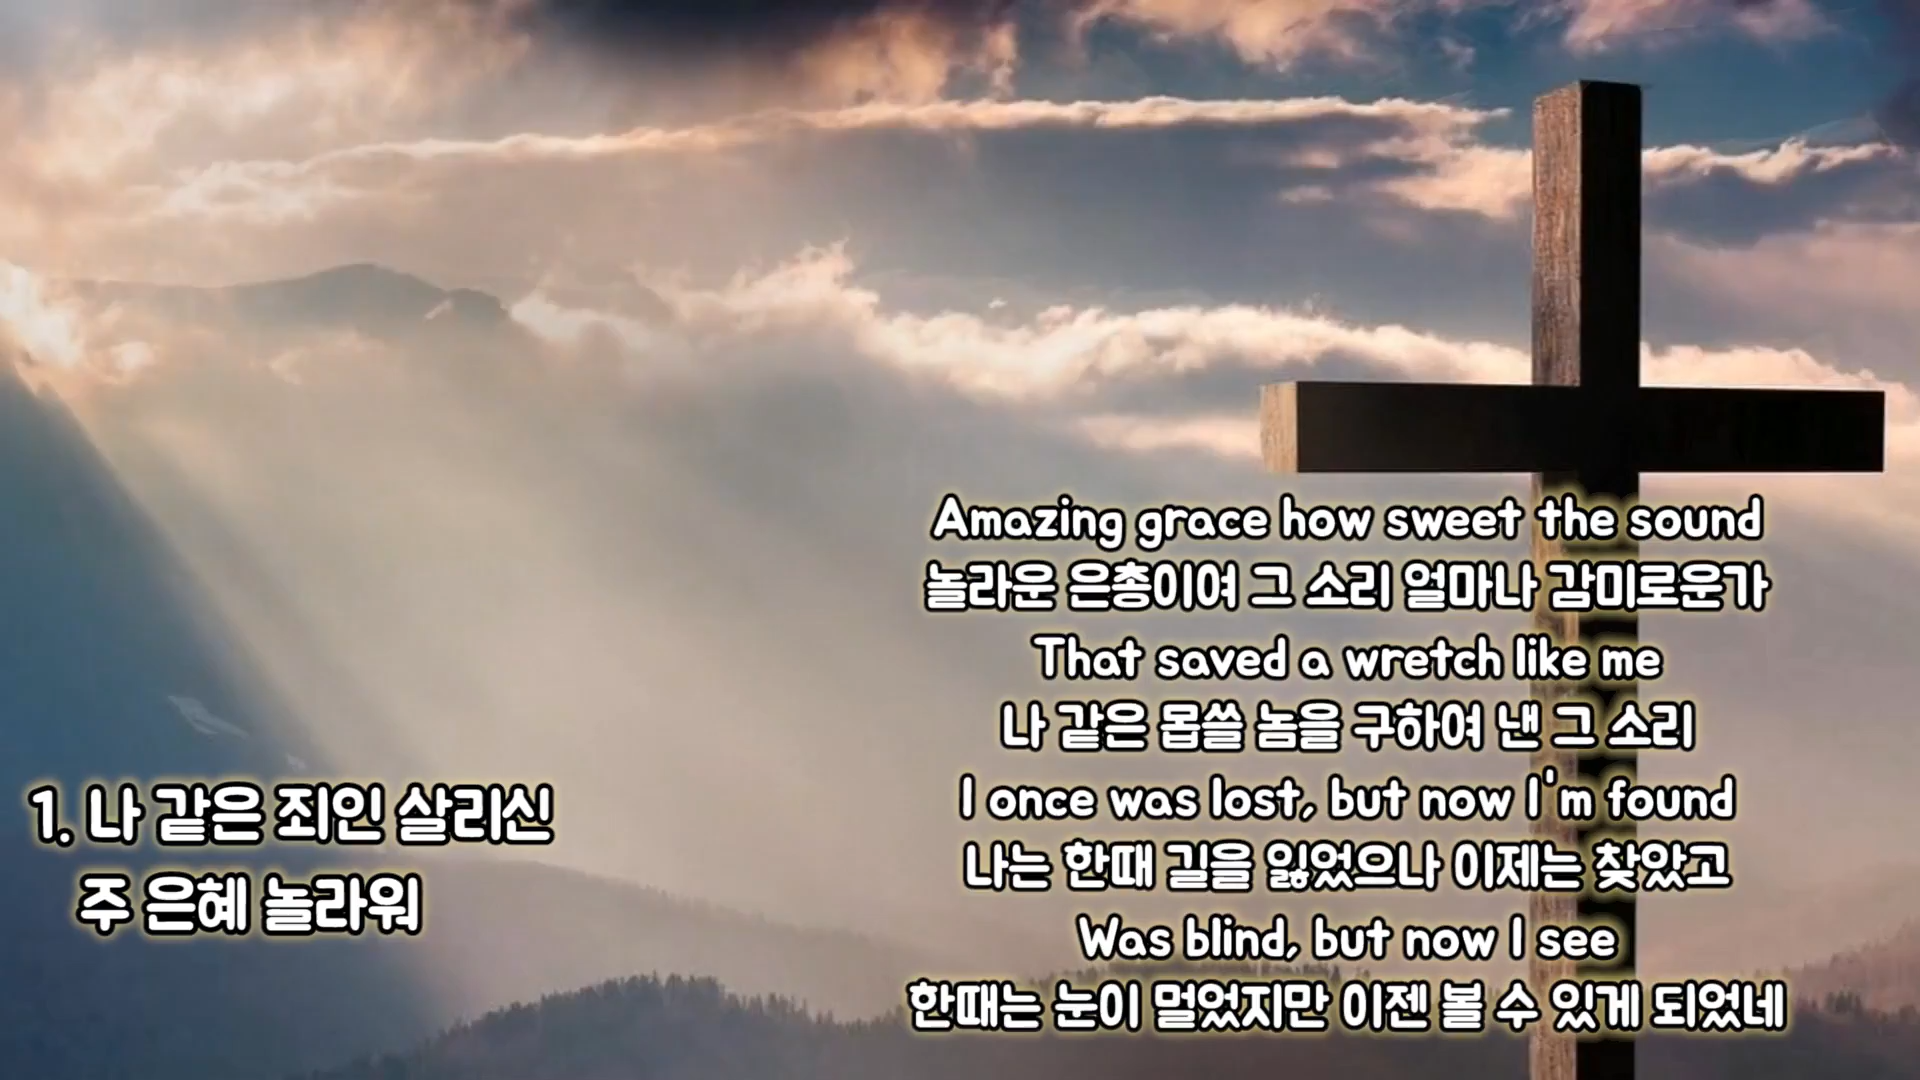 1. 나 같은 죄인 살리신
주 은혜 놀라워
Amazing grace how sweet the sound
놀라운 은총이여 그 소리 얼마나 감미로운가
That saved a wretch like me
나 같은 몹쓸 놈을 구하여 낸 그 소리
I once was lost, but now I'm found
나는 한때 길을 잃었으나 이제는 찾았고
Was blind, but now I see
한때는 눈이 멀었지만 이젠 볼 수 있게 되었네